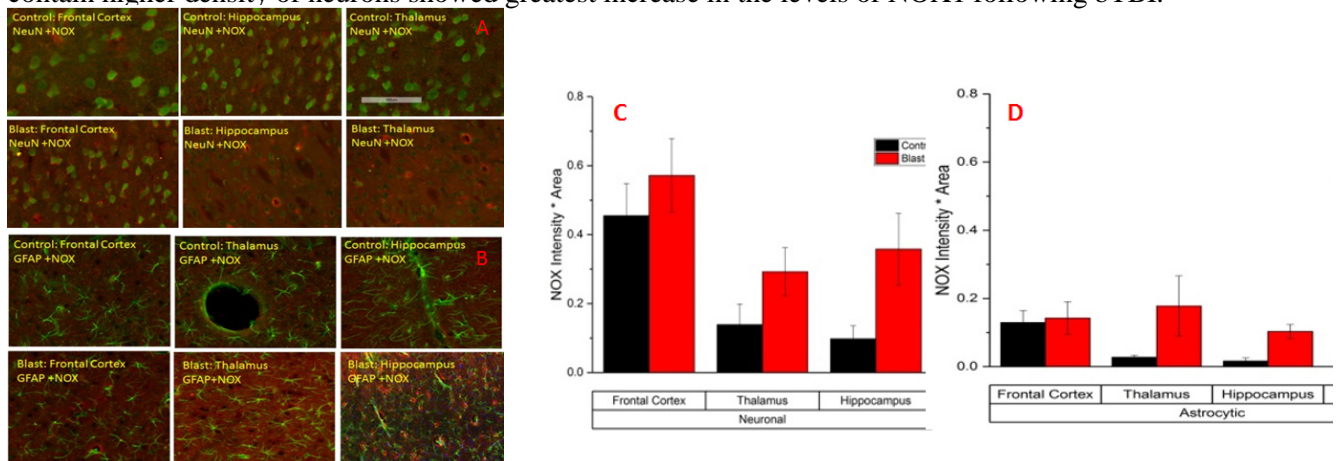 contain higher density of neurons showed greatest increase in the levels of NOX1 following bTBI.
Control: Frontal Cortex
NeuN +NOX
Control: Hippocampus
NeuN +NOX
Control: Thalamus
NeuN +NOX
A
Blast: Frontal Cortex
NeuN +NOX
Blast: Hippocampus
NeuN +NOX
Blast: Thalamus
NeuN +NOX
Control: Frontal Cortex
GFAP +NOX
Control: Thalamus
GFAP +NOX
Control: Hippocampus
GFAP +NOX
B
Blast: Frontal Cortex
GFAP +NOX
Blast: Thalamus
GFAP+NOX
Blast: Hippocampus
GFAP +NOX
C
Contr
Blast
NOX Intensity * Area
0.8
0.6
0.4
0.2
0.0
Frontal Cortex
Thalamus
Hippocampus
Neuronal
D
NOX Intensity * Area
0.8
0.6
0.4
0.2
0.0
Frontal Cortex
Thalamus
Hippocampus
Astrocytic